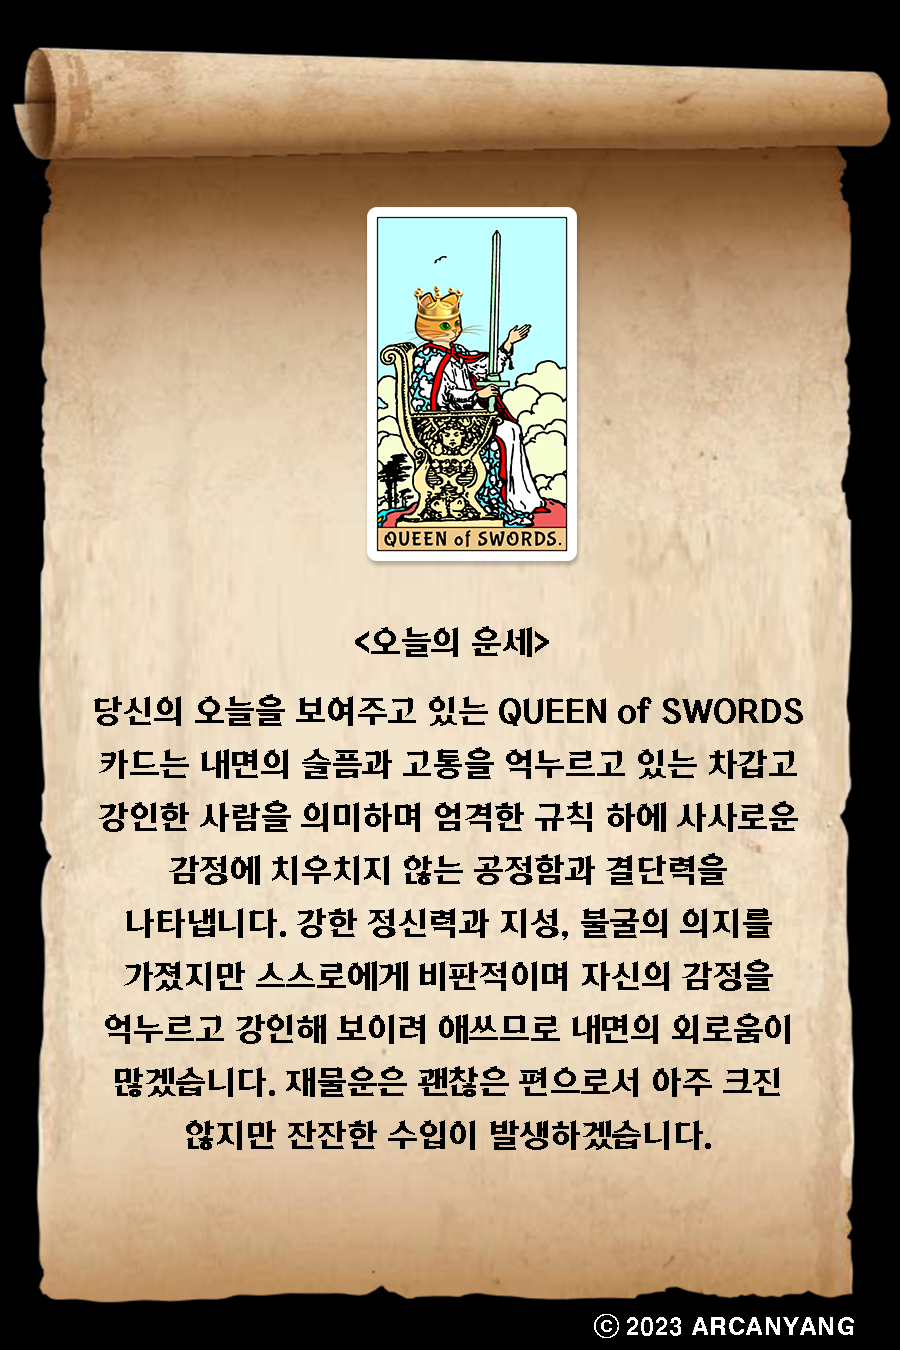 QUEEN of SWORDS.
<오늘의 운세>
당신의 오늘을 보여주고 있는 QUEEN of SWORDS
카드는 내면의 슬픔과 고통을 억누르고 있는 차갑고
강인한 사람을 의미하며 엄격한 규칙 하에 사사로운
감정에 치우치지 않는 공정함과 결단력을
나타냅니다. 강한 정신력과 지성, 불굴의 의지를
가졌지만 스스로에게 비판적이며 자신의 감정을
억누르고 강인해 보이려 애쓰므로 내면의 외로움이
많겠습니다. 재물운은 괜찮은 편으로서 아주 크진
않지만 잔잔한 수입이 발생하겠습니다.
© 2023 ARCANYANG